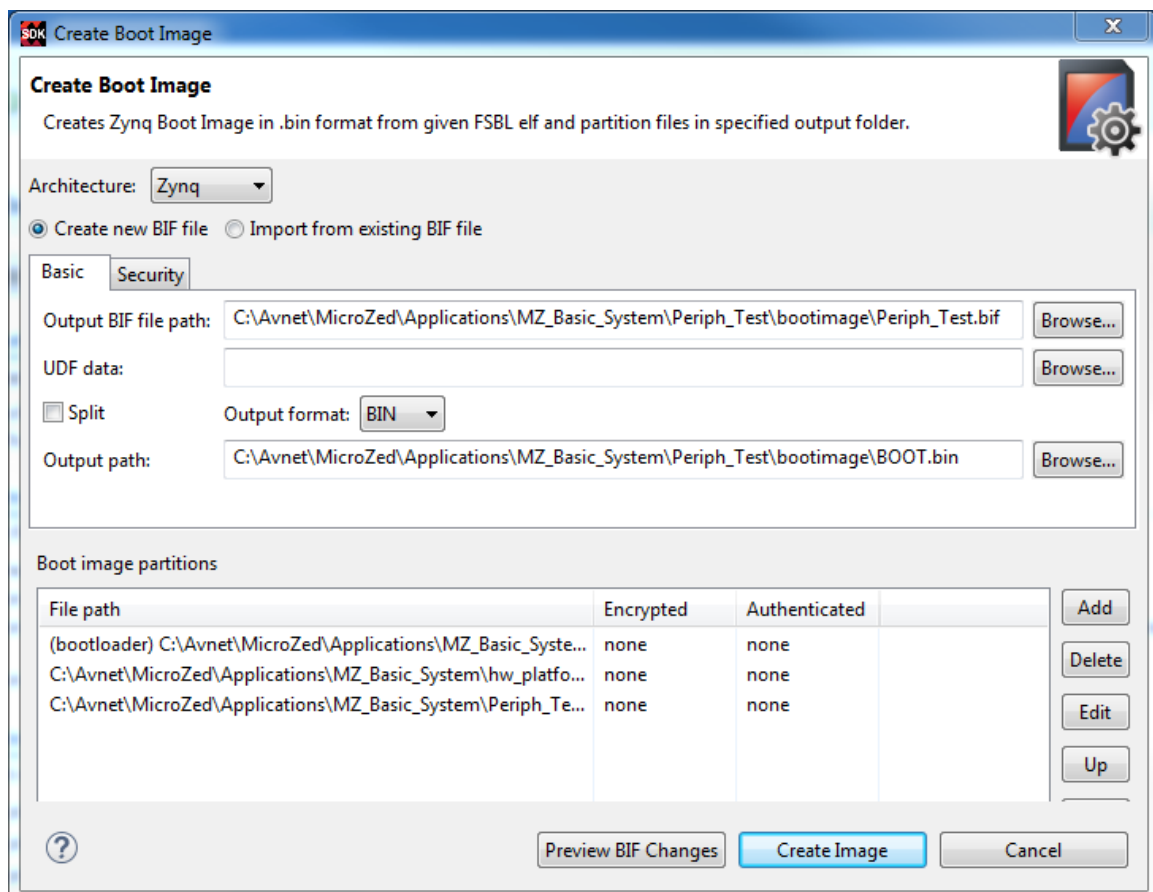 SDK Create Boot Image
Create Boot Image
Creates Zynq Boot Image in .bin format from given FSBL elf and partition files in specified output folder.
Architecture: Zynq
Create new BIF file Import from existing BIF file
Basic Security
Output BIF file path: C:\Avnet\MicroZed\Applications\MZ_Basic_System\Periph_Test\bootimage\Periph_Test.bif Browse...
UDF data: Browse...
Split Output format: BIN
Output path: C:\Avnet\MicroZed\Applications\MZ_Basic_System\Periph_Test\bootimage\BOOT.bin Browse...
Boot image partitions
File path Encrypted Authenticated Add
(bootloader) C:\Avnet\MicroZed\Applications\MZ_Basic_Syste... none none
C:\Avnet\MicroZed\Applications\MZ_Basic_System\hw_platfo... none none Delete
C:\Avnet\MicroZed\Applications\MZ_Basic_System\Periph_Te... none none Edit
Up
? Preview BIF Changes Create Image Cancel